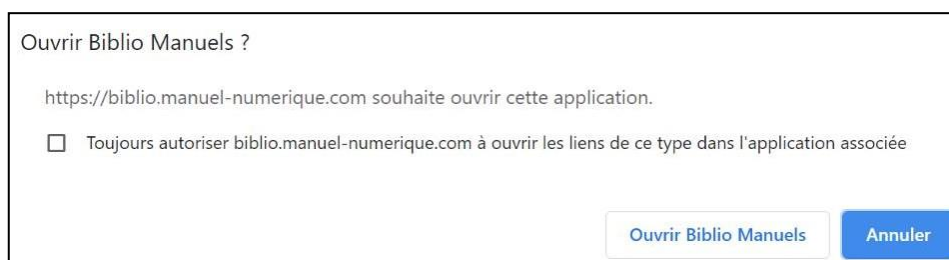 Ouvrir Biblio Manuels ?
https://biblio.manuel-numerique.com souhaite ouvrir cette application.
Toujours autoriser biblio.manuel-numerique.com à ouvrir les liens de ce type dans l'application associée
Ouvrir Biblio Manuels Annuler